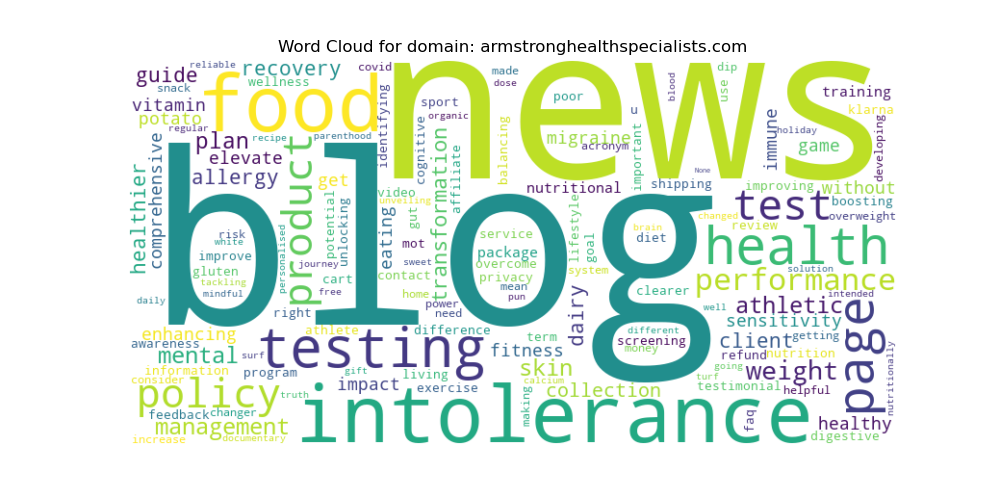 Word Cloud for domain: armstronghealthspecialists.com
reliable
guide
recovery
covid
news
made
dip
snack
wellness
food
dose
use
blood
training
vitamin
potato
identifying
sport
organic
poor
u
klarna
regular
recipe
parenthood
cognitive
balancing
migraine
acronym
important
immune
holiday
game
developing
plan
elevate
allergy
comprehensive
healthier
product
get
video
unveiling
transformation
affiliate
nutritional
shipping
None
improving
without
boosting
overweight
blog
potential
unlocking
eating
gut
lifestyle
goal
changed
review
test
risk
white
improve
gluten
tackling
mindful
personalised
journey
cart
free
mot
sweet
contact
home
service
package
overcome
privacy
mean
pun
system
brain
diet
clearer
health
solution
performance
daily
right
power
need
well
intended
athletic
sensitivity
enhancing
awareness
mental
athlete
testing
difference
term
fitness
dairy
different
screening
money
client
getting
refund
nutrition
page
nutritionally
surf
information
program
consider
gift
impact
living
exercise
skin
calcium
collection
going
turf
weight
testimonial
helpful
policy
truth
feedback
changer
management
increase
documentary
intolerance
making
faq
healthy
digestive